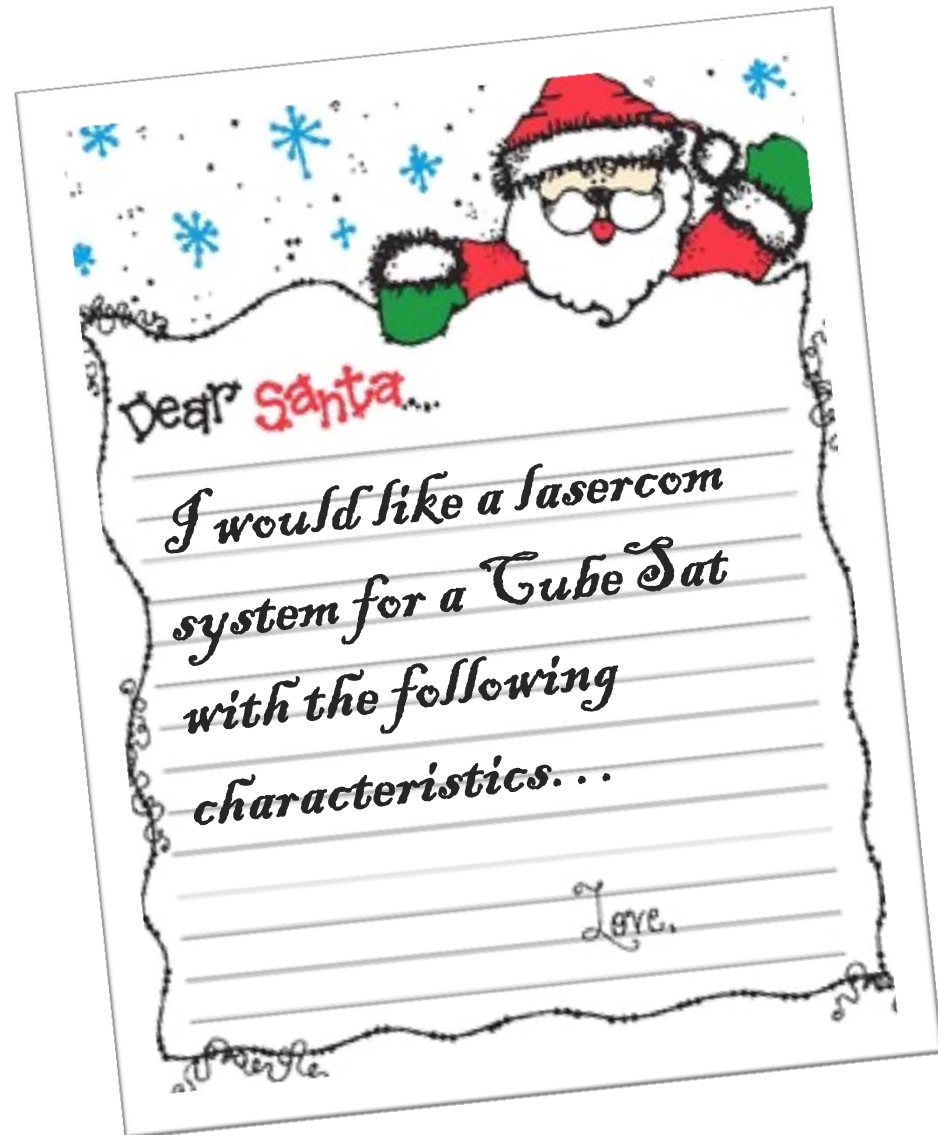 Dear Santa...
I would like a lasercom
system for a CubeSat
with the following
characteristics. . .
Love,